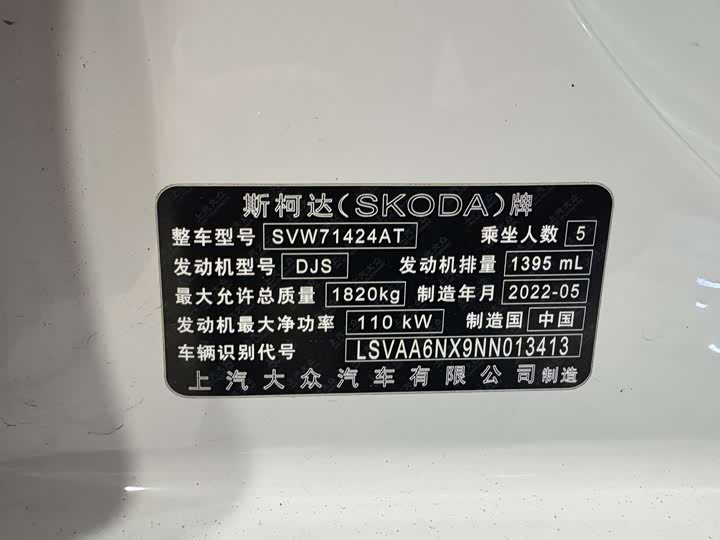 斯柯达(SKODA)牌
整车型号 SVW71424AT 乘坐人数 5
发动机型号 DJS 发动机排量 1395 mL
最大允许总质量 1820kg 制造年月 2022-05
发动机最大净功率 110 kW 制造国 中国
车辆识别代号 LSVAA6NX9NN013413
上汽大众汽车有限公司制造